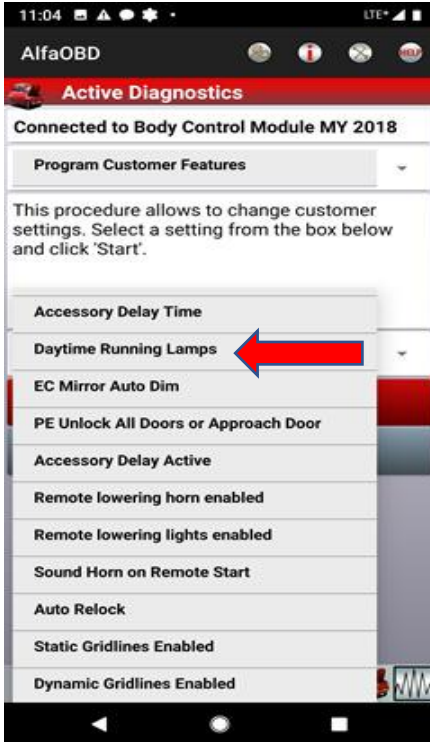 11:04
LTE+
AlfaOBD
HELP
Active Diagnostics
Connected to Body Control Module MY 2018
Program Customer Features
This procedure allows to change customer
settings. Select a setting from the box below
and click 'Start'.
Accessory Delay Time
Daytime Running Lamps
EC Mirror Auto Dim
PE Unlock All Doors or Approach Door
Accessory Delay Active
Remote lowering horn enabled
Remote lowering lights enabled
Sound Horn on Remote Start
Auto Relock
Static Gridlines Enabled
Dynamic Gridlines Enabled